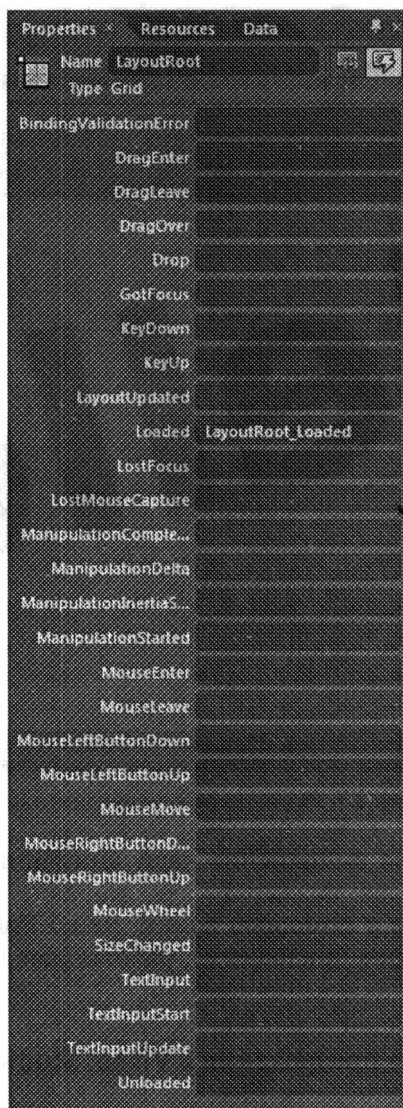 Properties × Resources Data
Name LayoutRoot
Type Grid
BindingValidationError
DragEnter
DragLeave
DragOver
Drop
GotFocus
KeyDown
KeyUp
LayoutUpdated
Loaded LayoutRoot_Loaded
LostFocus
LostMouseCapture
ManipulationComple...
ManipulationDelta
ManipulationInertiaS...
ManipulationStarted
MouseEnter
MouseLeave
MouseLeftButtonDown
MouseLeftButtonUp
MouseMove
MouseRightButtonD...
MouseRightButtonUp
MouseWheel
SizeChanged
TextInput
TextInputStart
TextInputUpdate
Unloaded